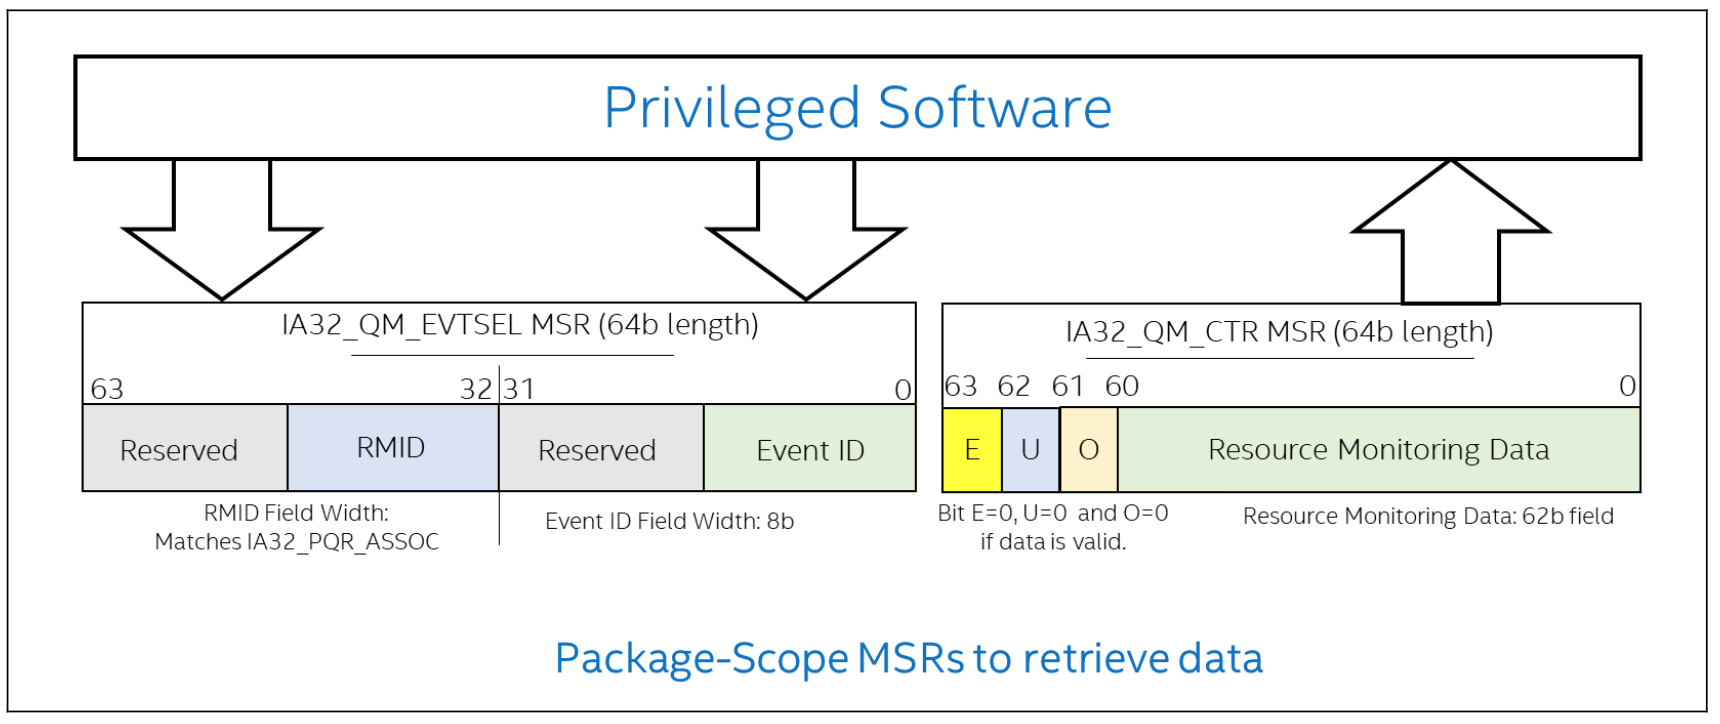 Privileged Software
IA32_QM_EVTSEL MSR (64b length)
63 32 31 0
Reserved RMID Reserved Event ID
RMID Field Width:
Matches IA32_PQR_ASSOC
Event ID Field Width: 8b
IA32_QM_CTR MSR (64b length)
63 62 61 60 0
E U O Resource Monitoring Data
Bit E=0, U=0 and O=0
if data is valid.
Resource Monitoring Data: 62b field
Package-Scope MSRs to retrieve data